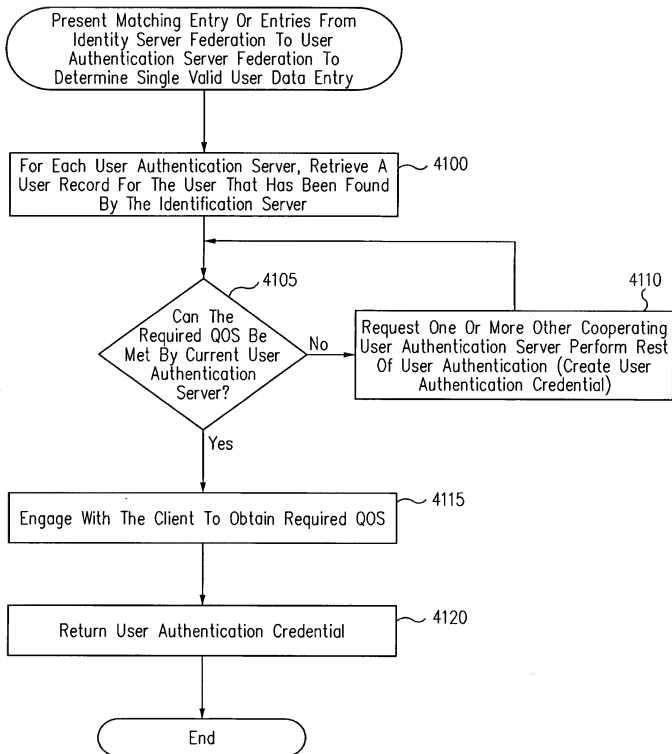 Present Matching Entry Or Entries From
Identity Server Federation To User
Authentication Server Federation To
Determine Single Valid User Data Entry
For Each User Authentication Server, Retrieve A
User Record For The User That Has Been Found
By The Identification Server
4100
4105
Can The
Required QOS Be
Met By Current User
Authentication
Server?
No
4110
Request One Or More Other Cooperating
User Authentication Server Perform Rest
Of User Authentication (Create User
Authentication Credential)
Yes
Engage With The Client To Obtain Required QOS
4115
Return User Authentication Credential
4120
End